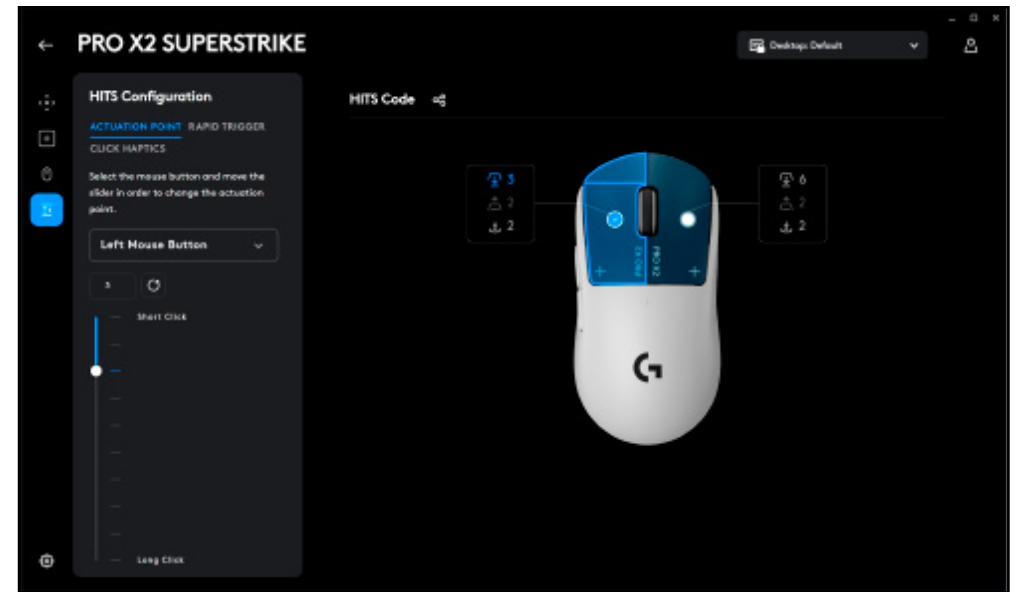 PRO X2 SUPERSTRIKE
Desktop: Default
HITS Configuration
ACTUATION POINT RAPID TRIGGER
CLICK HAPTICS
Select the mouse button and move the
slider in order to change the actuation
point.
Left Mouse Button
3
Short Click
Long Click
HITS Code
3
2
2
6
2
2
PRO X2
PRO X2
G